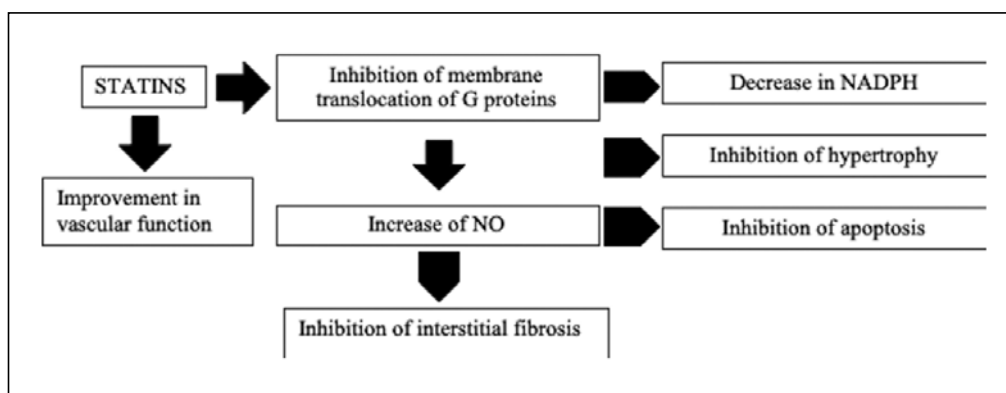 STATINS
Inhibition of membrane
translocation of G proteins
Decrease in NADPH
Inhibition of hypertrophy
Improvement in
vascular function
Increase of NO
Inhibition of apoptosis
Inhibition of interstitial fibrosis